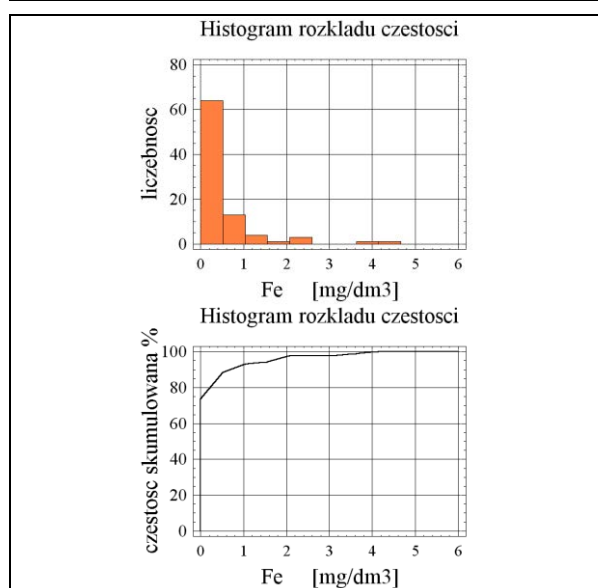 Histogram rozkladu czestosci
liczebnosc
80
60
40
20
0
0 1 2 3 4 5 6
Fe [mg/dm3]
Histogram rozkladu czestosci
czestosc skumulowana %
100
80
60
40
20
0
0 1 2 3 4 5 6
Fe [mg/dm3]